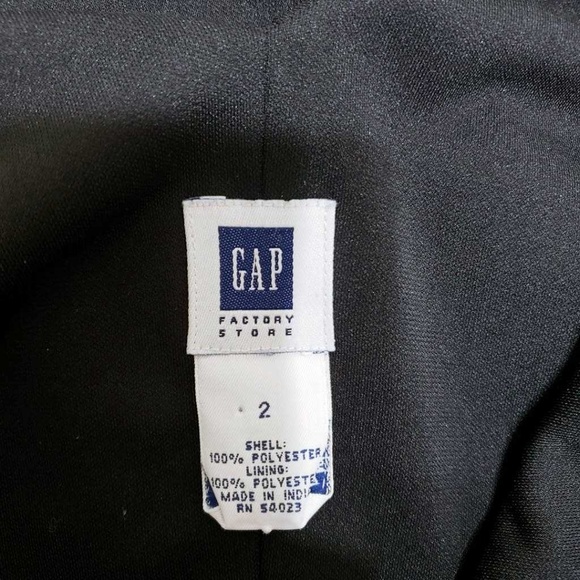 GAP
FACTORY
STORE
2
SHELL:
100% POLYESTER
LINING:
100% POLYESTE
MADE IN INDI
RN 54023